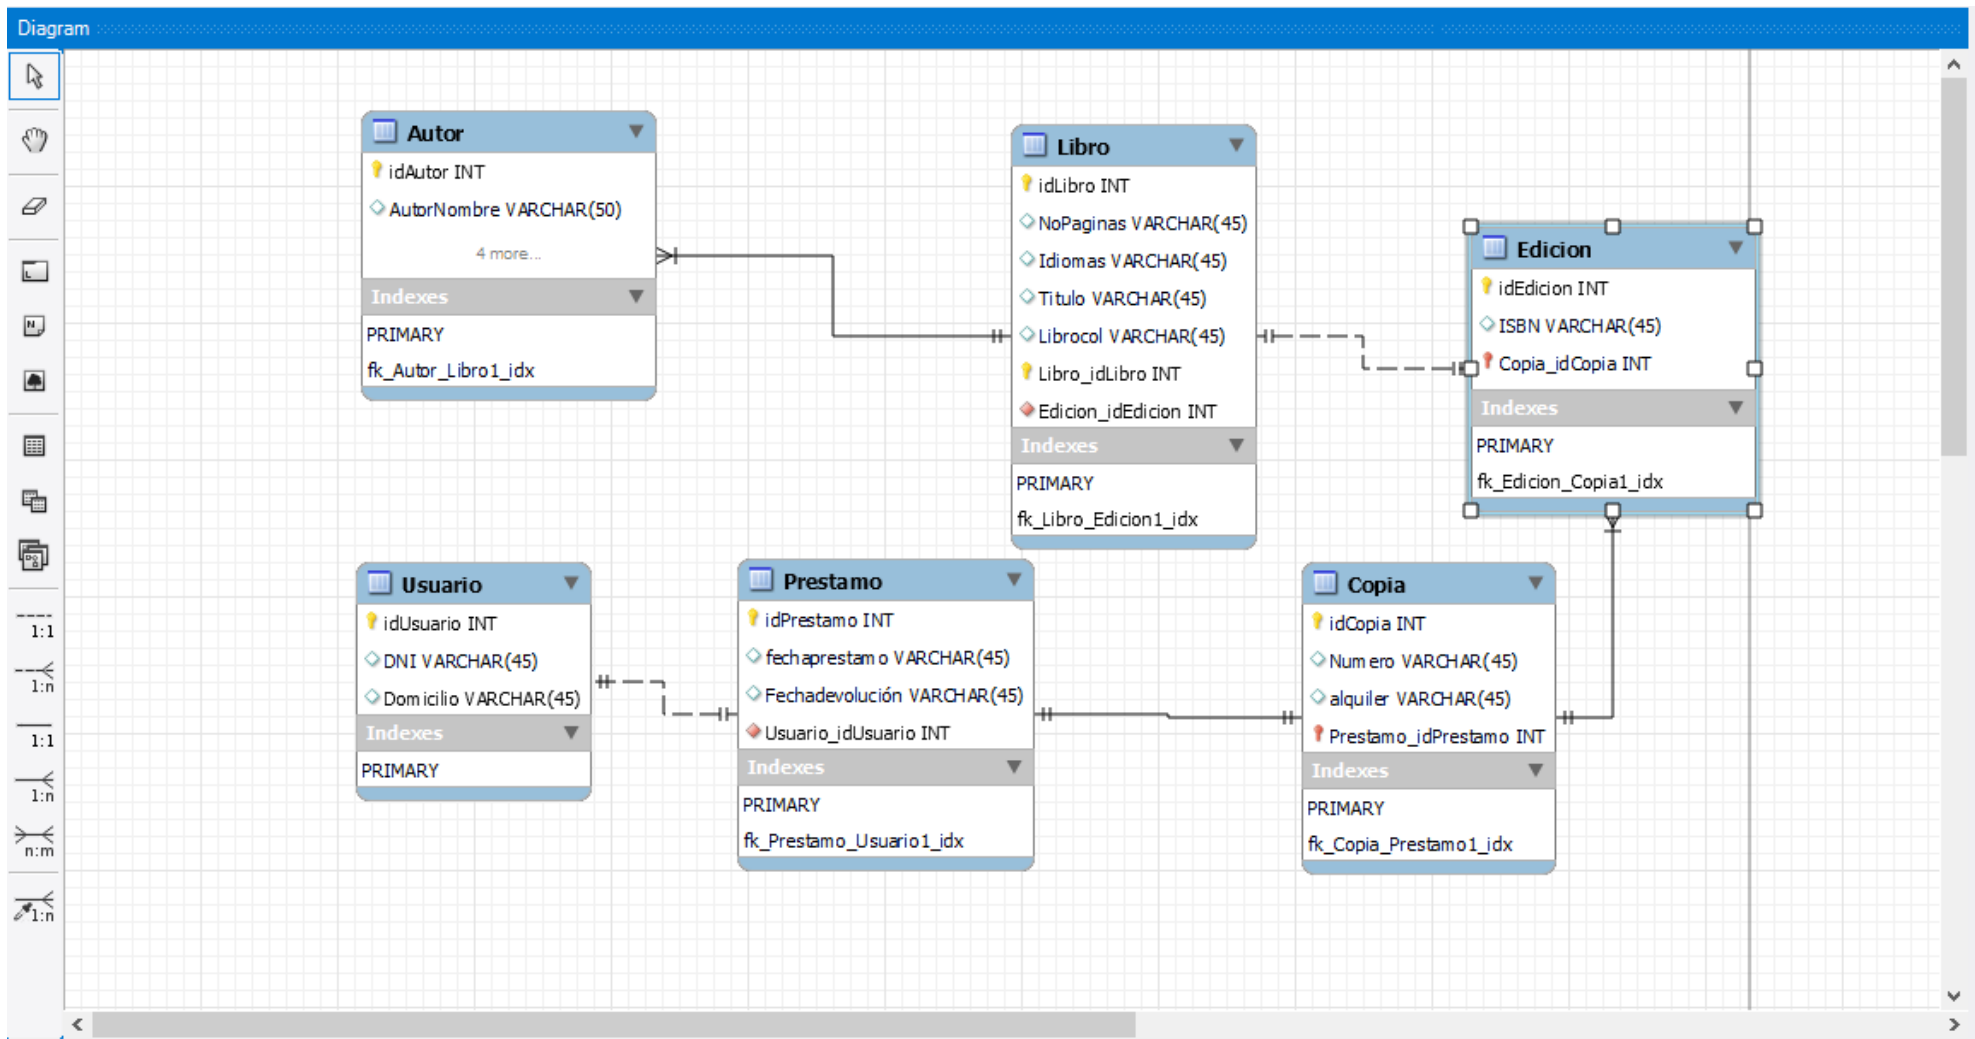 Diagram
Autor
idAutor INT
AutorNombre VARCHAR(50)
4 more...
Indexes
PRIMARY
fk_Autor_Libro1_idx
Libro
idLibro INT
NoPaginas VARCHAR(45)
Idiomas VARCHAR(45)
Titulo VARCHAR(45)
Librocol VARCHAR(45)
Libro_idLibro INT
Edicion_idEdicion INT
Indexes
PRIMARY
fk_Libro_Edicion1_idx
Edicion
idEdicion INT
ISBN VARCHAR(45)
Copia_idCopia INT
Indexes
PRIMARY
fk_Edicion_Copia1_idx
Usuario
idUsuario INT
DNI VARCHAR(45)
Domicilio VARCHAR(45)
Indexes
PRIMARY
Prestamo
idPrestamo INT
fechaprestamo VARCHAR(45)
Fechadevolución VARCHAR(45)
Usuario_idUsuario INT
Indexes
PRIMARY
fk_Prestamo_Usuario1_idx
Copia
idCopia INT
Numero VARCHAR(45)
alquiler VARCHAR(45)
Prestamo_idPrestamo INT
Indexes
PRIMARY
fk_Copia_Prestamo1_idx
1:1
1:n
1:1
1:n
n:m
1:n